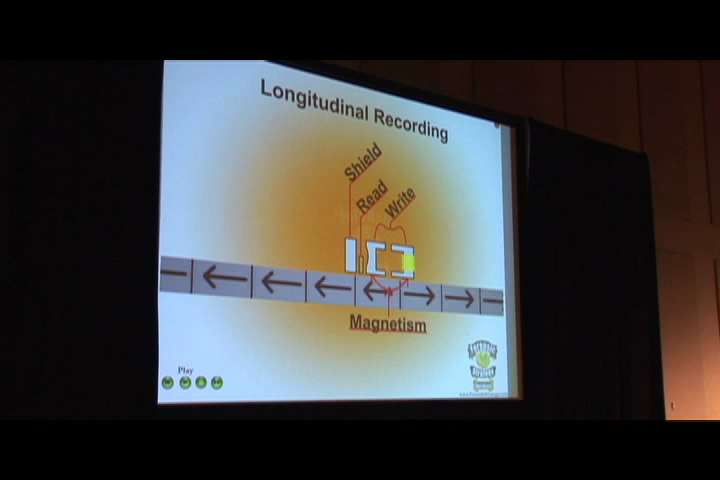 Longitudinal Recording
Shield
Read
Write
Magnetism
Play